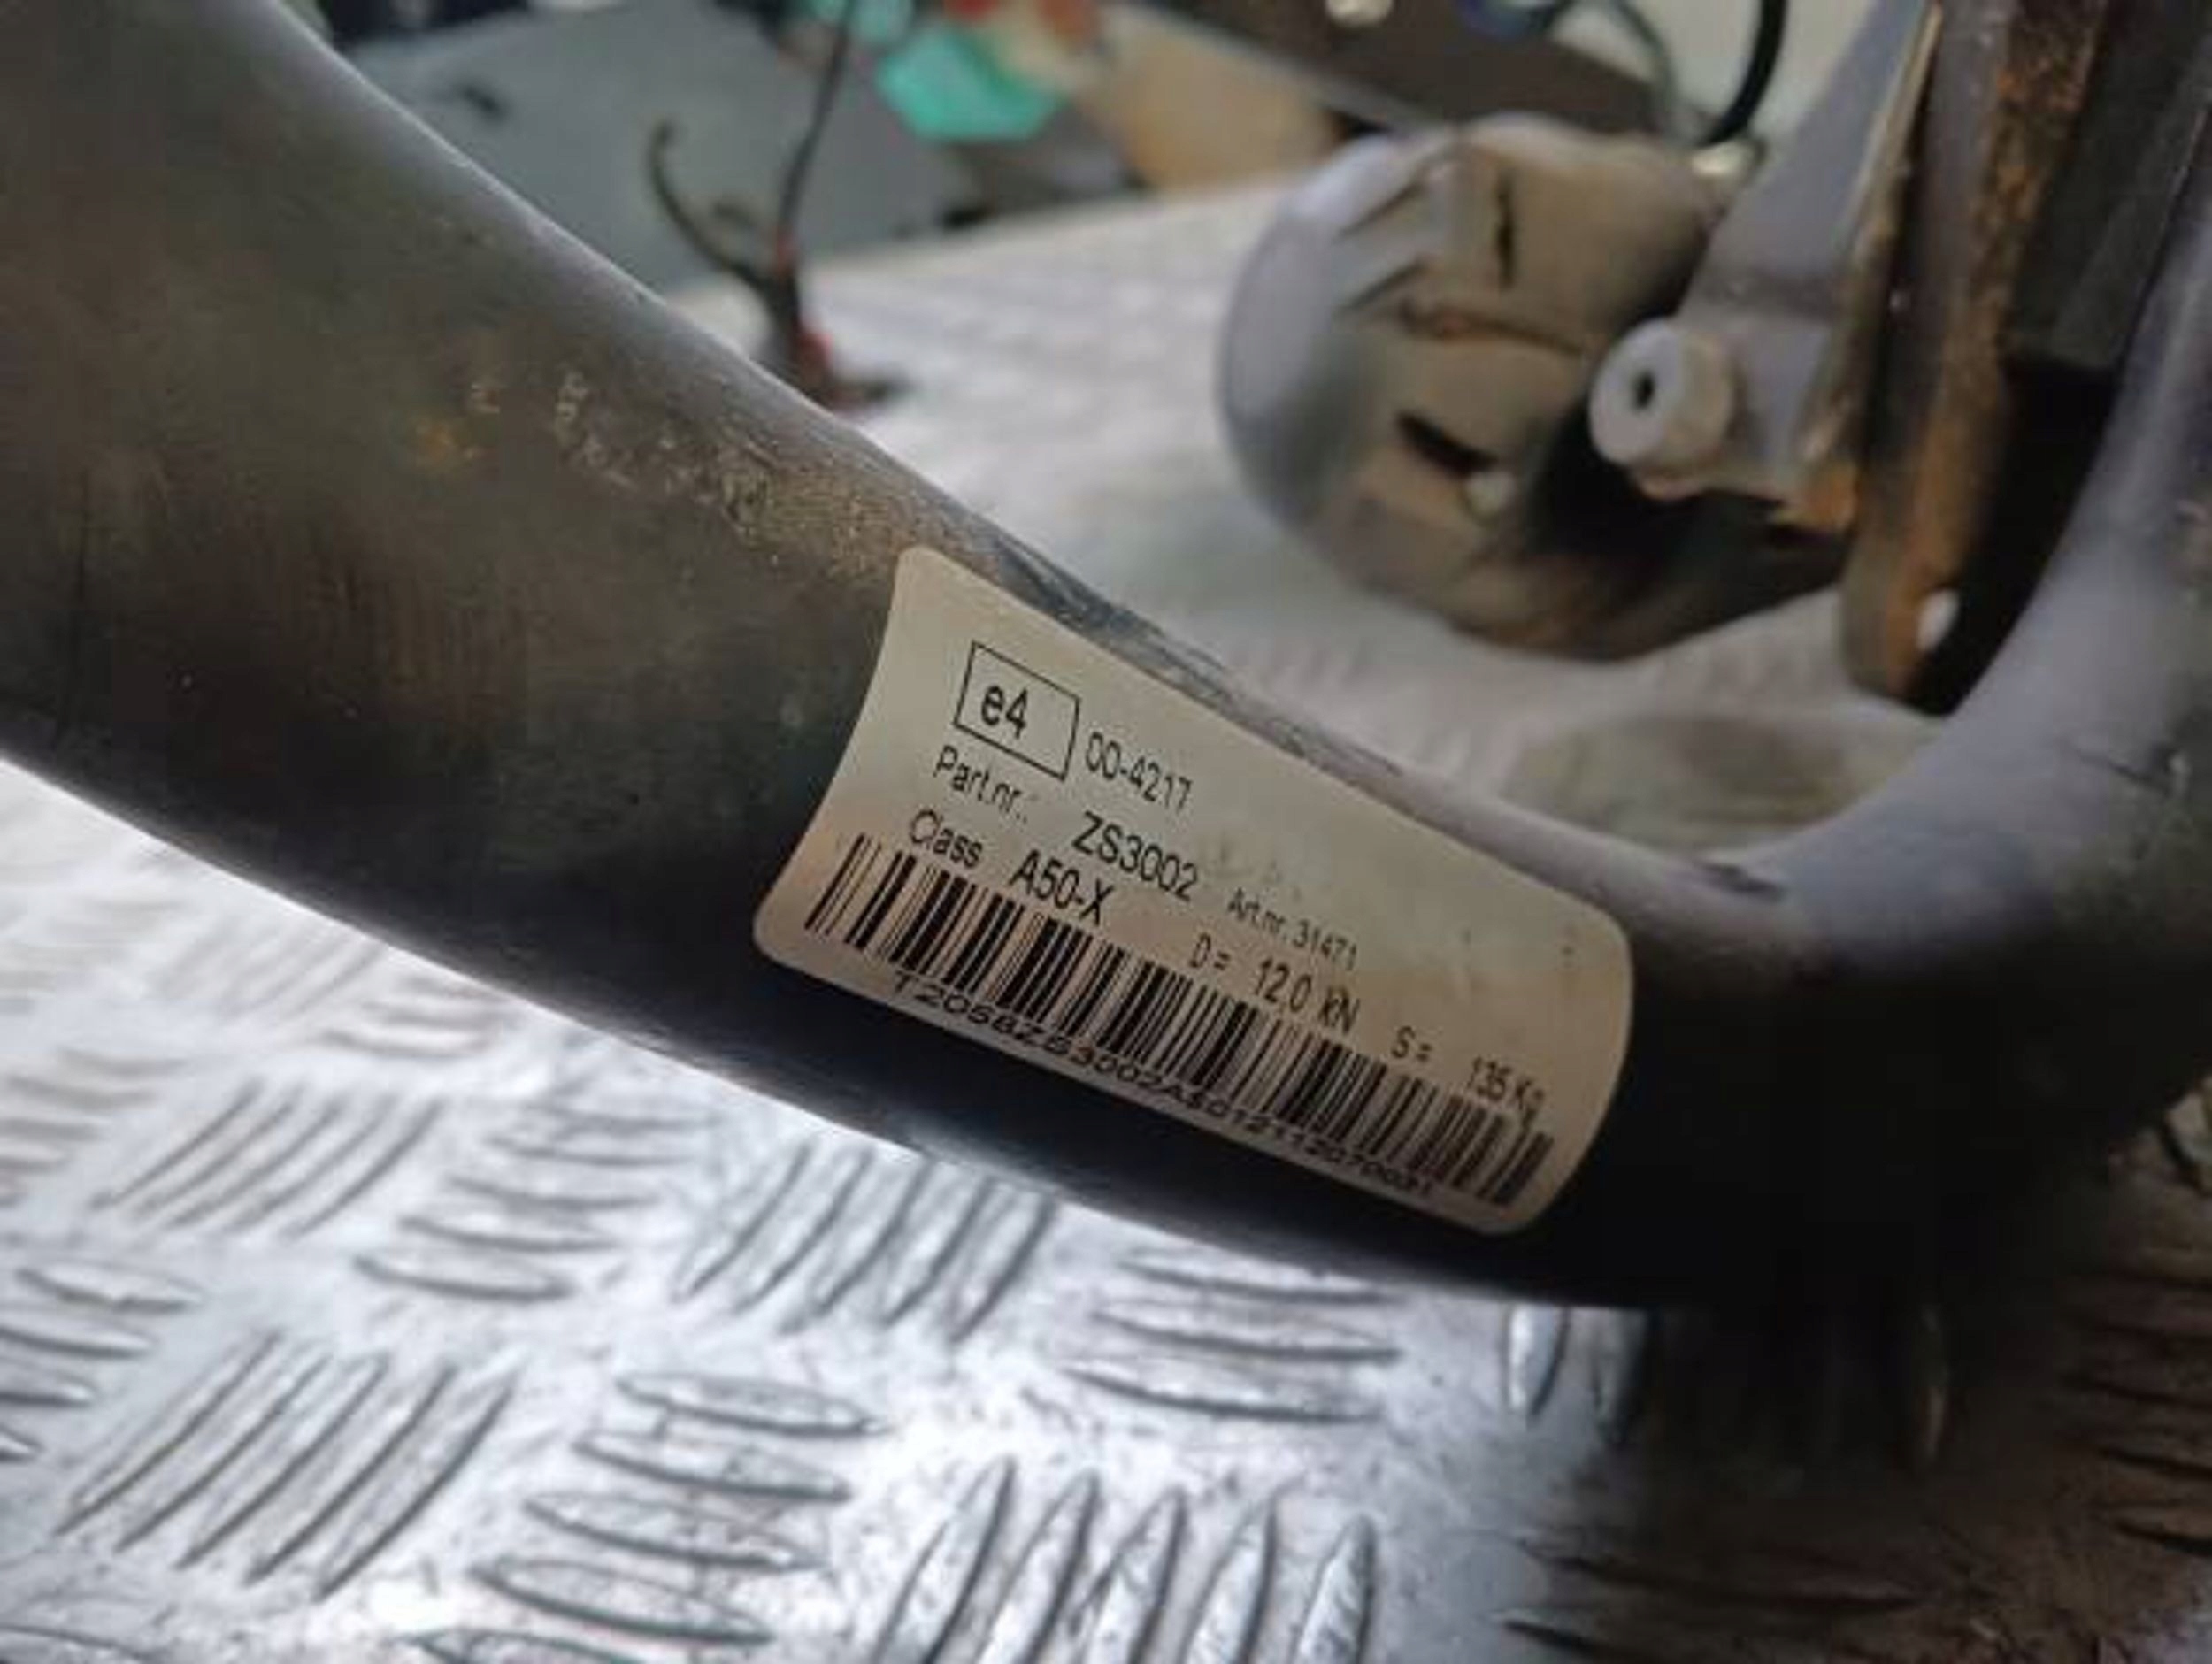 e4 00-4217
Part.nr.: ZS3002 Art.nr. 31471
Class A50-X D= 12.0 kN S= 135 Kg